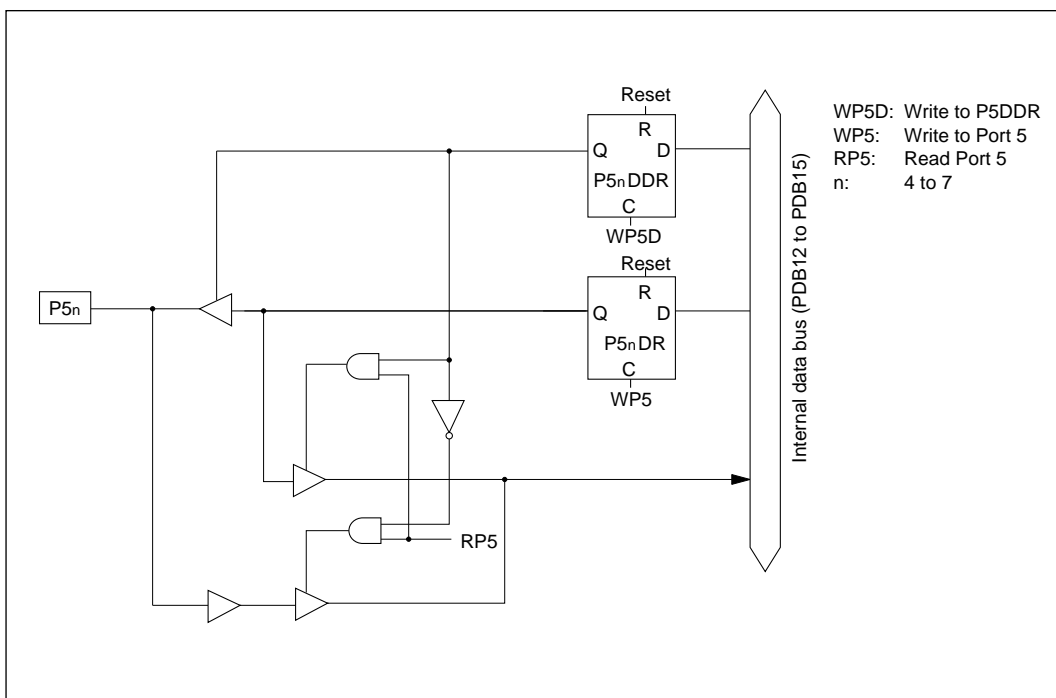 Reset
R
Q D
P5n DDR
C
WP5D
Reset
R
Q D
P5n DR
C
WP5
P5n
RP5
Internal data bus (PDB12 to PDB15)
WP5D: Write to P5DDR
WP5: Write to Port 5
RP5: Read Port 5
n: 4 to 7